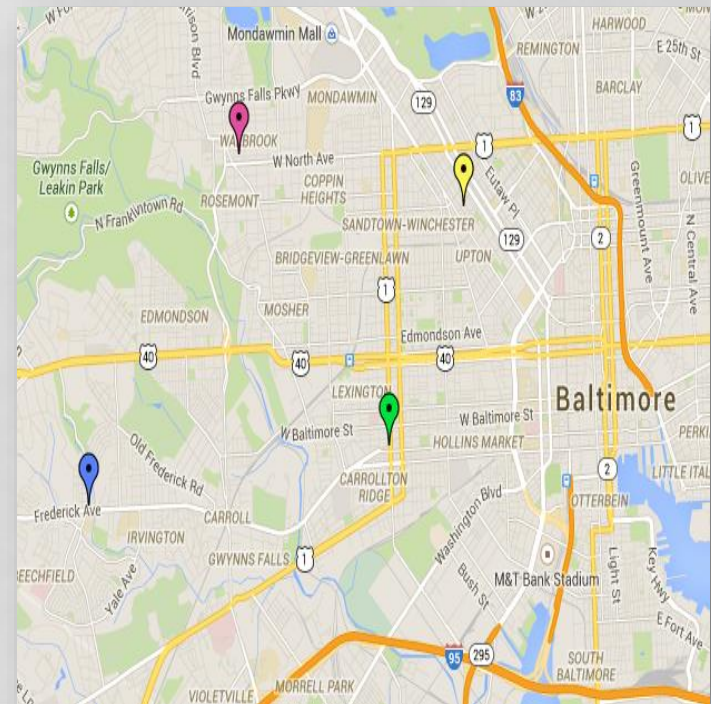 Mondawmin Mall
HARWOOD
REMINGTON
E 25th St
Gwynns Falls Pkwy
MONDAWMIN
129
83
BARCLAY
WALBROOK
1
1
W North Ave
Gwynns Falls/
Leakin Park
COPPIN
HEIGHTS
Eutaw Pl
ROSEMONT
N Franklintown Rd
SANDTOWN-WINCHESTER
Greenmount Ave
N Central Ave
129
2
UPTON
BRIDGEVIEW-GREENLAWN
1
MOSHER
EDMONDSON
Edmondson Ave
40
40
40
LEXINGTON
Baltimore
W Baltimore St
W Baltimore St
HOLLINS MARKET
Old Frederick Rd
CARROLLTON
RIDGE
2
LITTLE ITAL
OTTERBEIN
Frederick Ave
CARROLL
Washington Blvd
IRVINGTON
GWYNNS FALLS
1
M&T Bank Stadium
Light St
Key Hwy
BEECHFIELD
Yale Ave
Bush St
E Fort Ave
95
295
SOUTH
BALTIMORE
MORRELL PARK
VIOLETVILLE